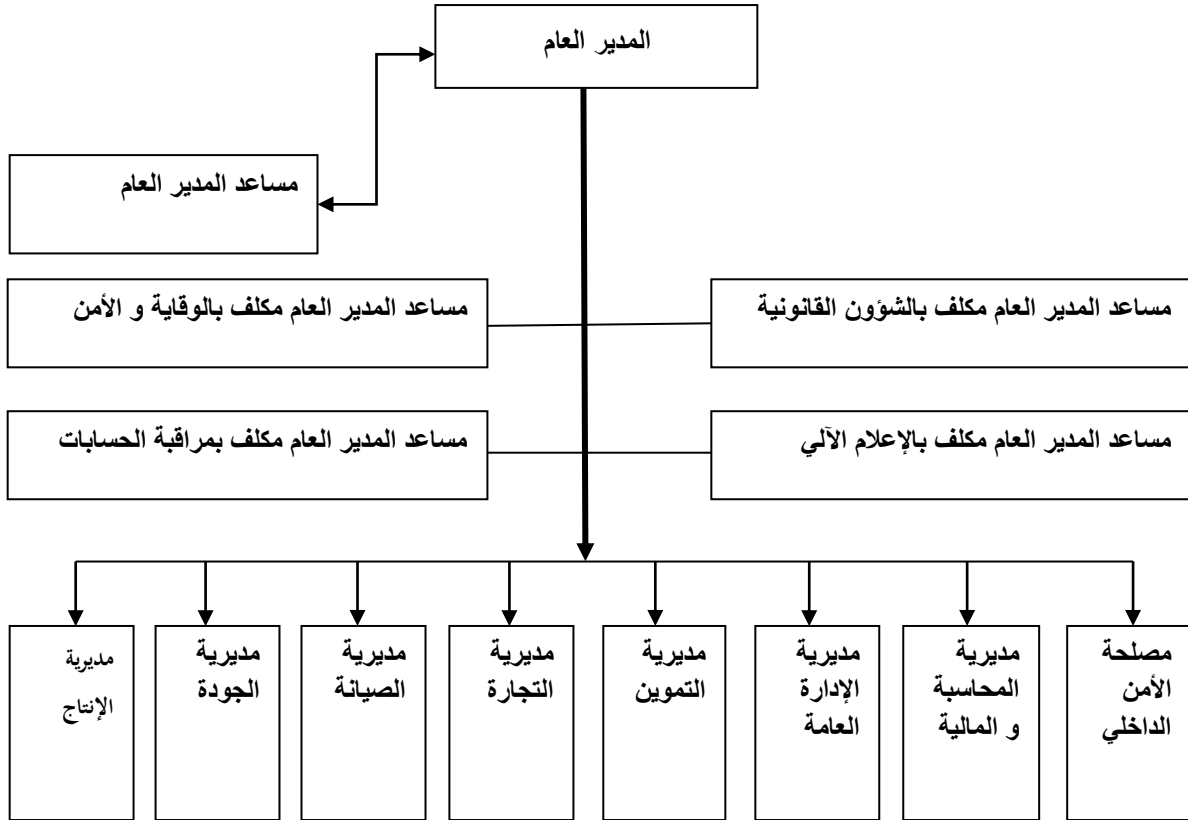 المدير العام
مساعد المدير العام
مساعد المدير العام مكلف بالشؤون القانونية
مساعد المدير العام مكلف بالوقاية و الأمن
مساعد المدير العام مكلف بالإعلام الآلي
مساعد المدير العام مكلف بمراقبة الحسابات
مصلحة
الأمن
الداخلي
مديرية
المحاسبة
و المالية
مديرية
الإدارة
العامة
مديرية
التموين
مديرية
التجارة
مديرية
الصيانة
مديرية
الجودة
مديرية
الإنتاج